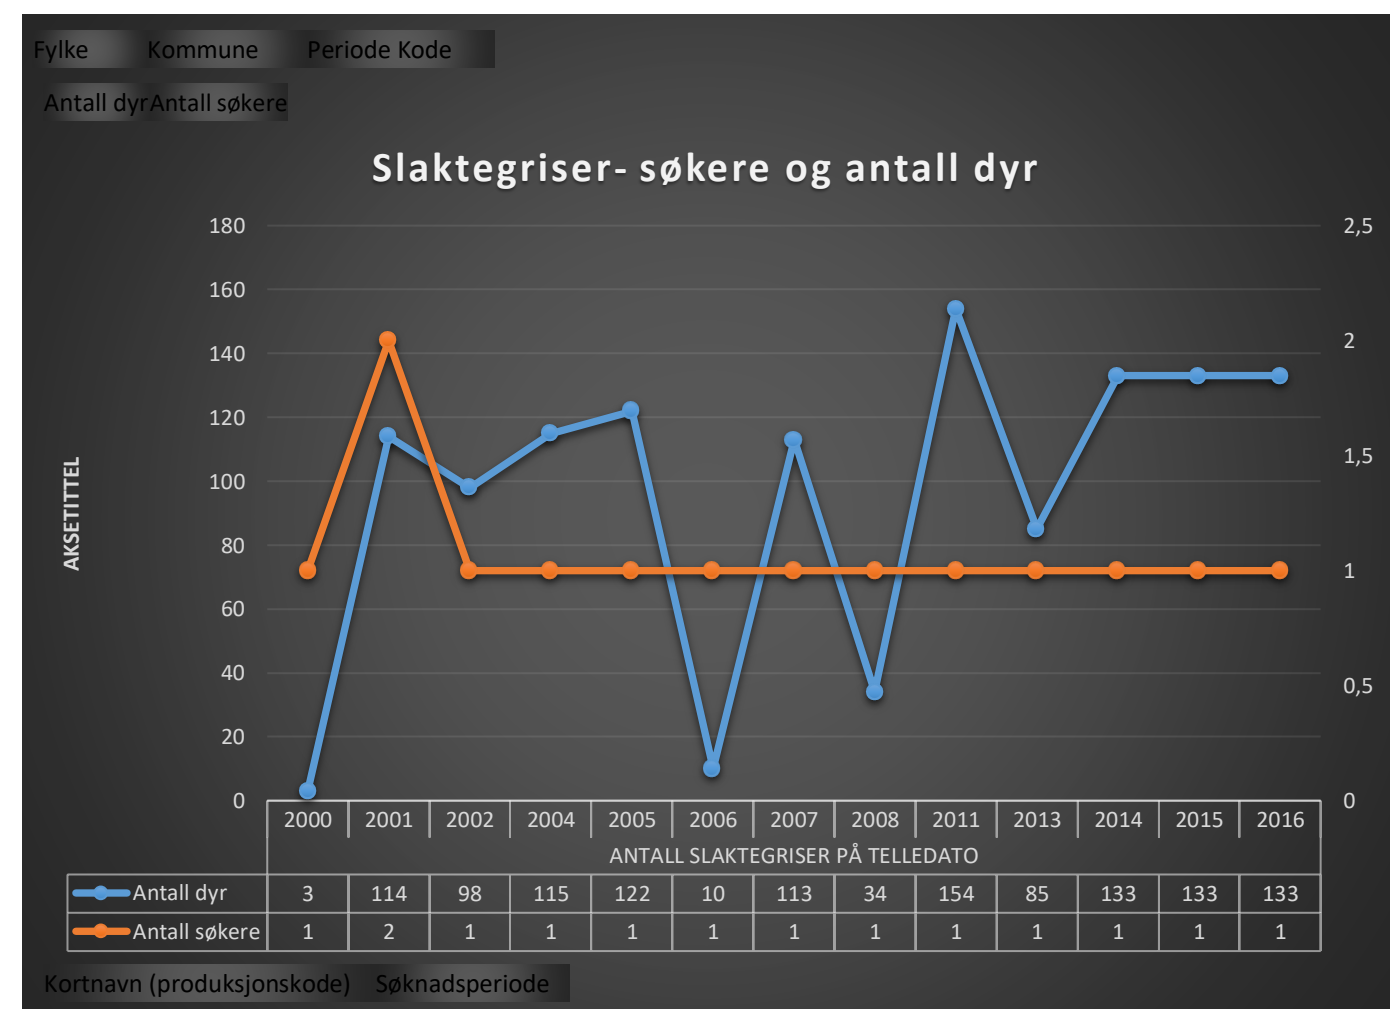 Fylke Kommune Periode Kode
Antall dyr Antall søkere
Slaktegriser- søkere og antall dyr
180 2,5
160
140 2
120
100 1,5
80
60 1
40 0,5
20
0 0
AKSETITTEL
2000 2001 2002 2004 2005 2006 2007 2008 2011 2013 2014 2015 2016
ANTALL SLAKTEGRISER PÅ TELLEDATO
Antall dyr 3 114 98 115 122 10 113 34 154 85 133 133 133
Antall søkere 1 2 1 1 1 1 1 1 1 1 1 1 1
Kortnavn (produksjonskode) Søknadsperiode